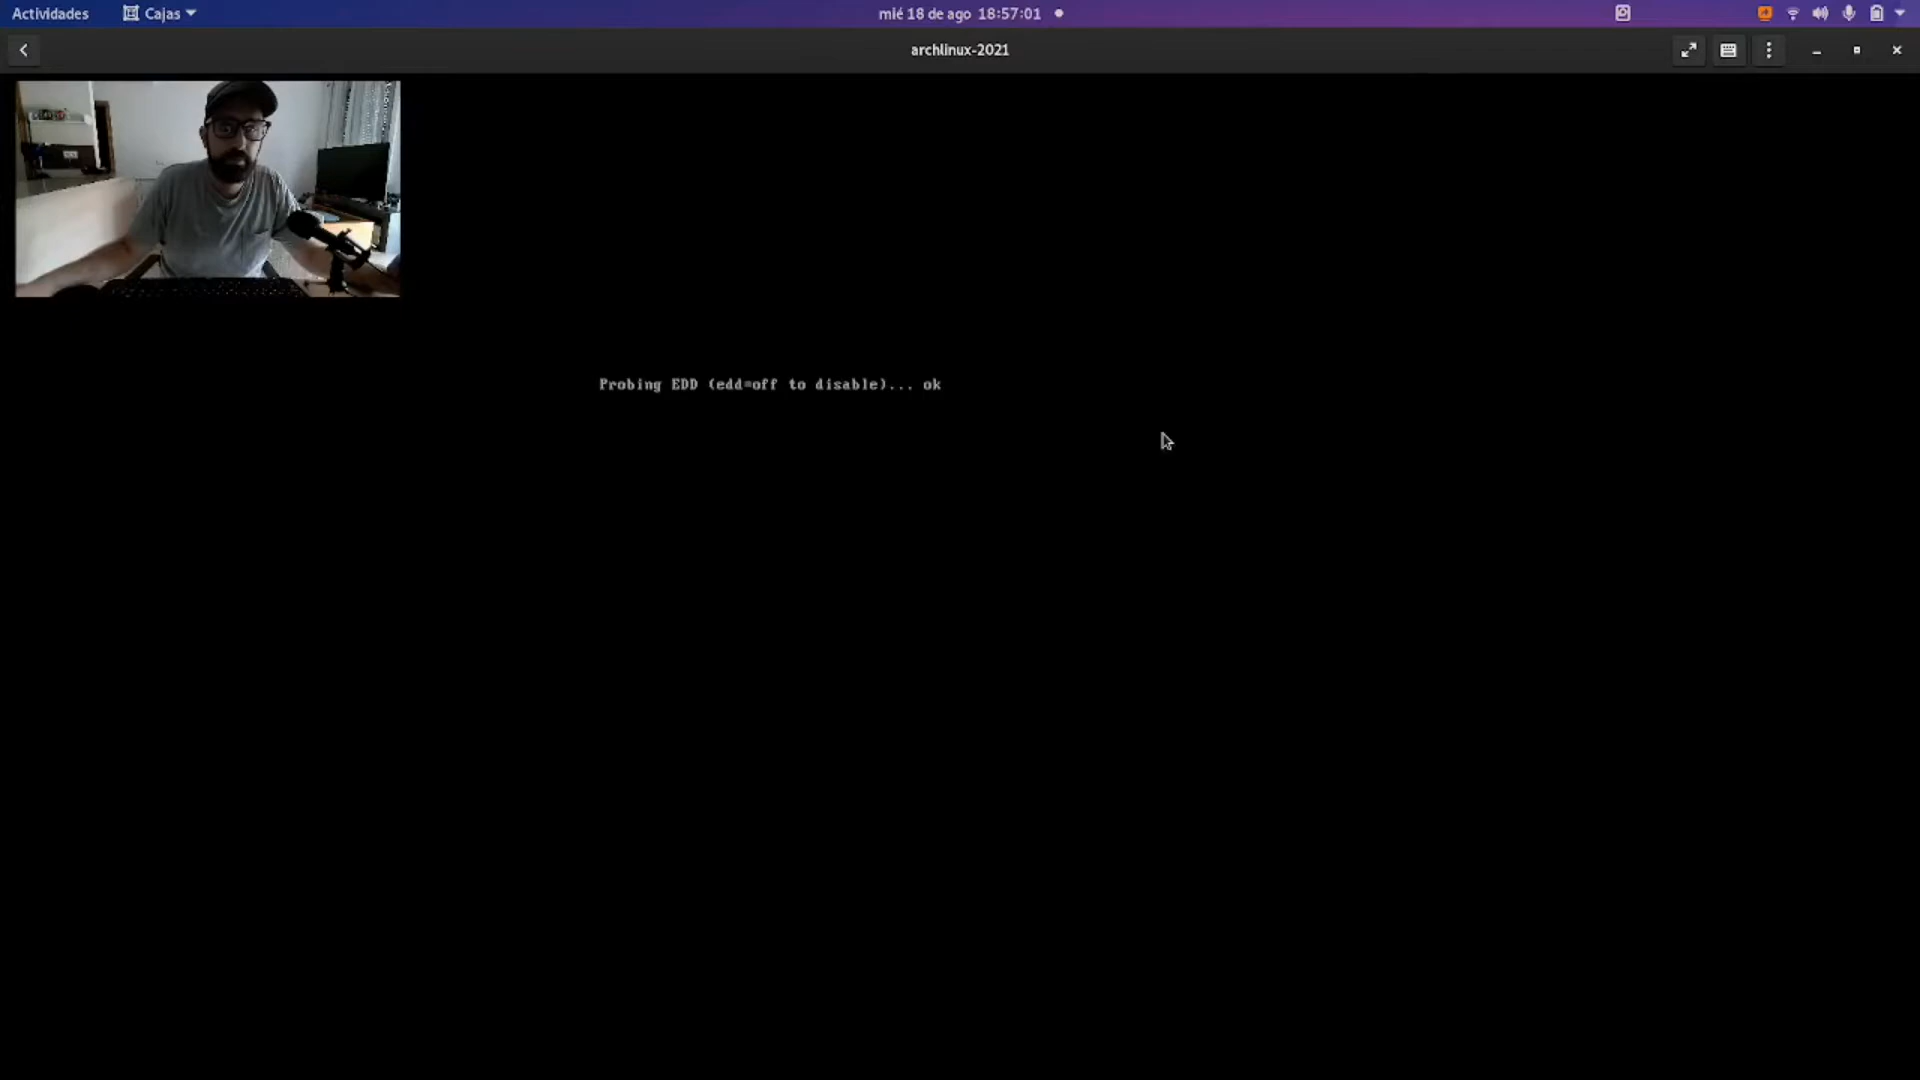 Actividades Cajas mié 18 de ago 18:57:01
archlinux-2021
Probing EDD (edd=off to disable)... ok